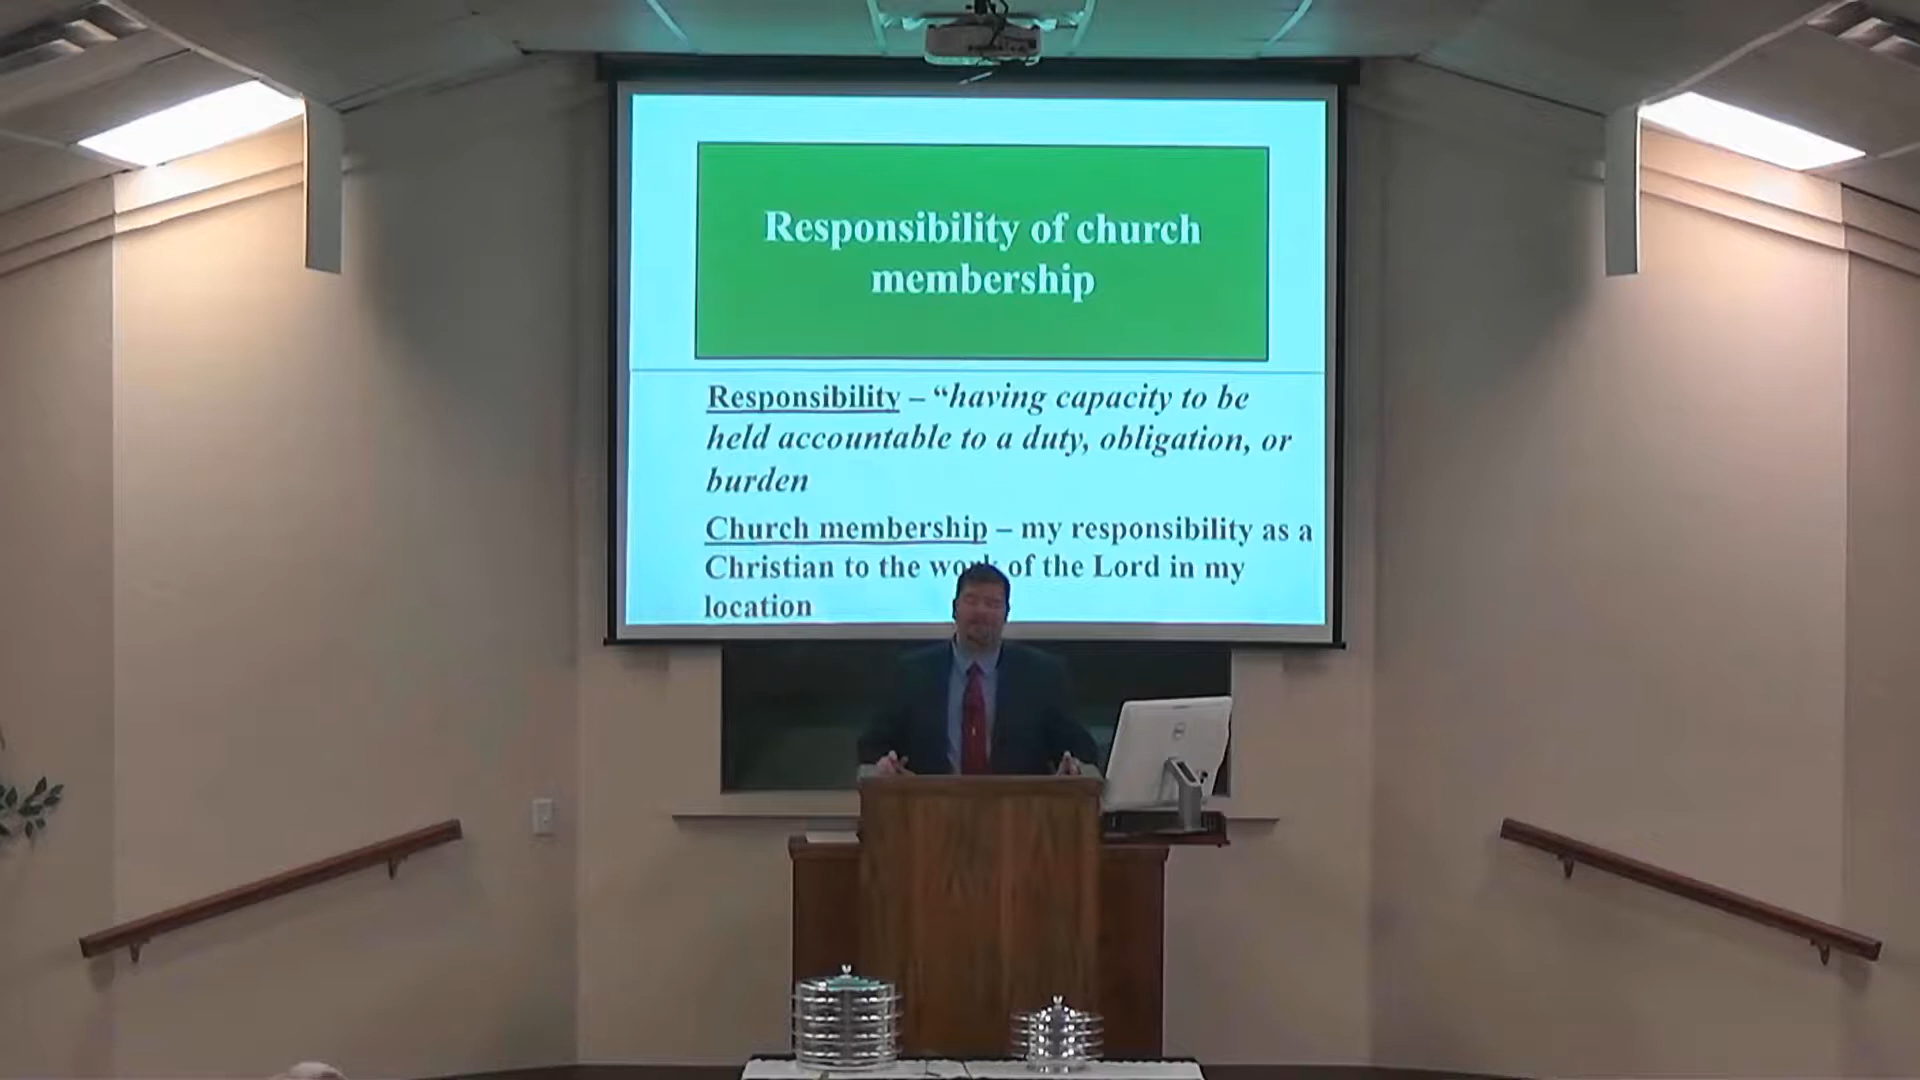 Responsibility of church
membership
Responsibility – “having capacity to be
held accountable to a duty, obligation, or
burden
Church membership – my responsibility as a
Christian to the work of the Lord in my
location